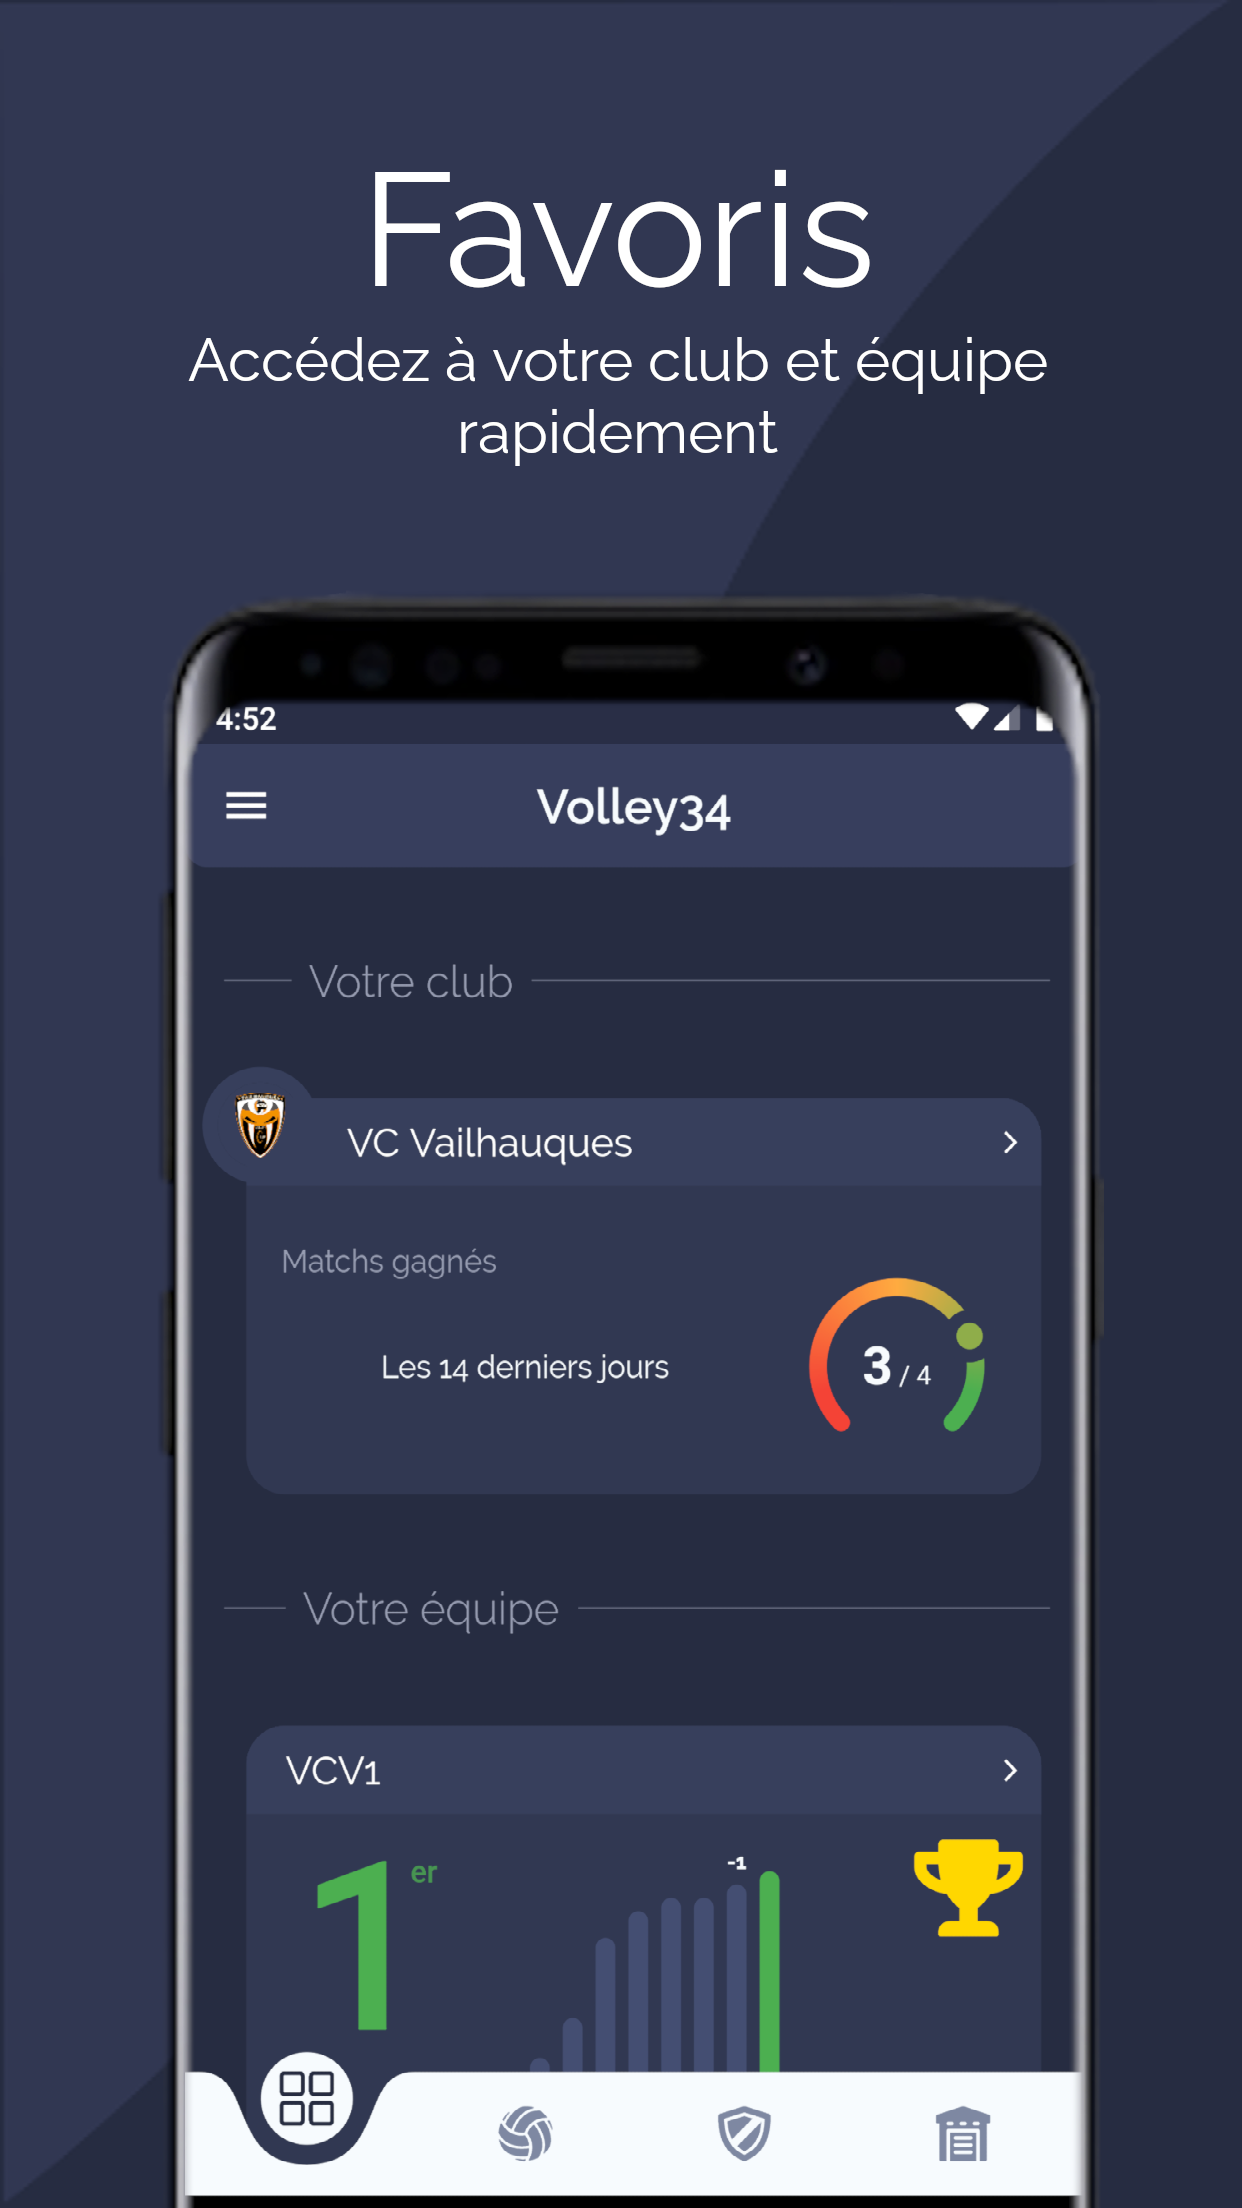 Favoris
Accédez à votre club et équipe
rapidement
4:52
Volley34
Votre club
VC Vailhauques
Matchs gagnés
Les 14 derniers jours
3 / 4
Votre équipe
VCV1
1er
-1